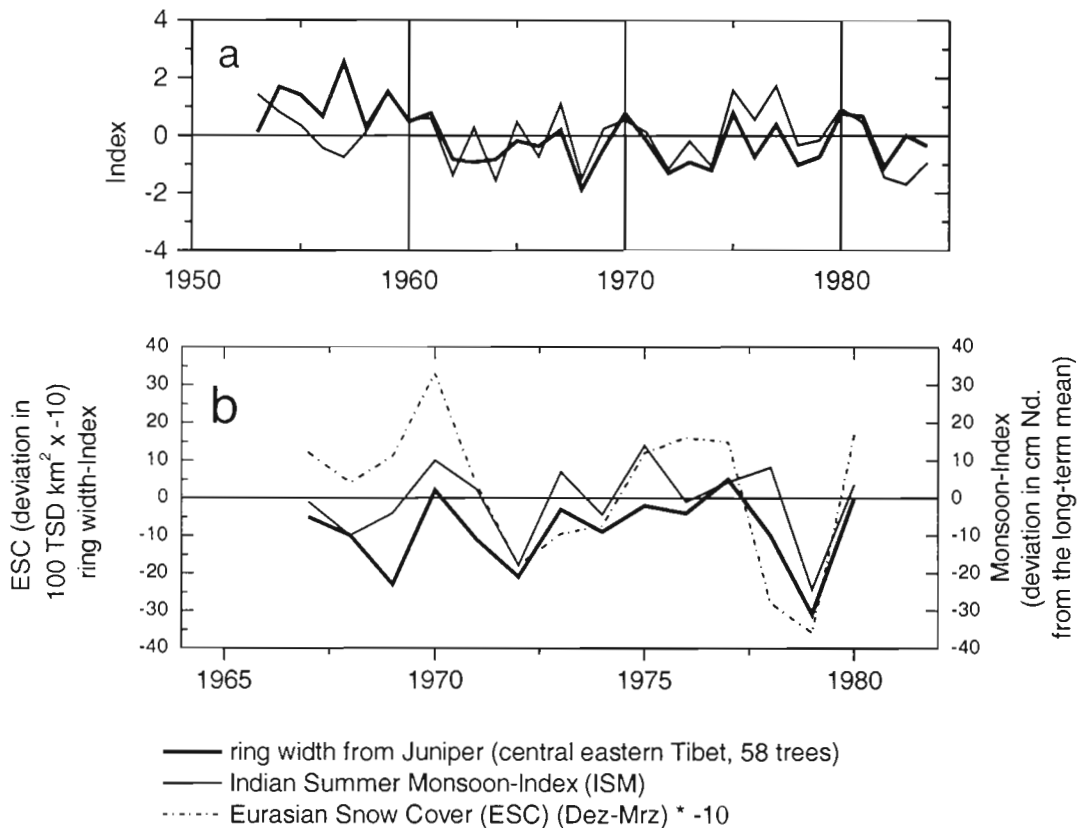 a
Index
4
2
0
-2
-4
1950 1960 1970 1980
b
ESC (deviation in
100 TSD km² x -10)
ring width-Index
40 40
30 30
20 20
10 10
0 0
-10 -10
-20 -20
-30 -30
-40 -40
Monsoon-Index
(deviation in cm Nd.
from the long-term mean)
1965 1970 1975 1980
ring width from Juniper (central eastern Tibet, 58 trees)
Indian Summer Monsoon-Index (ISM)
Eurasian Snow Cover (ESC) (Dez-Mrz) * -10